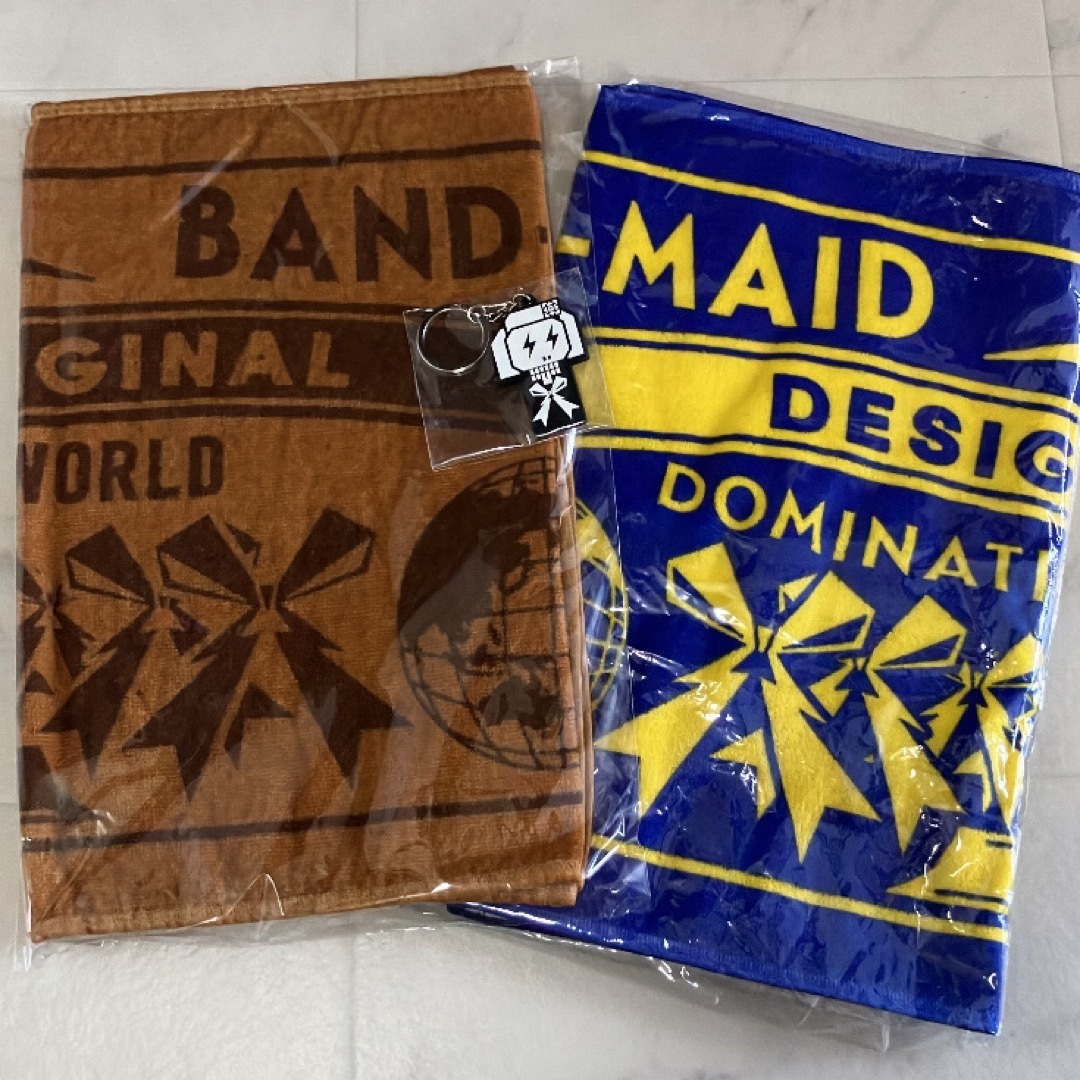 BAND-
GINAL
WORLD
-MAID
DESIG
DOMINATI